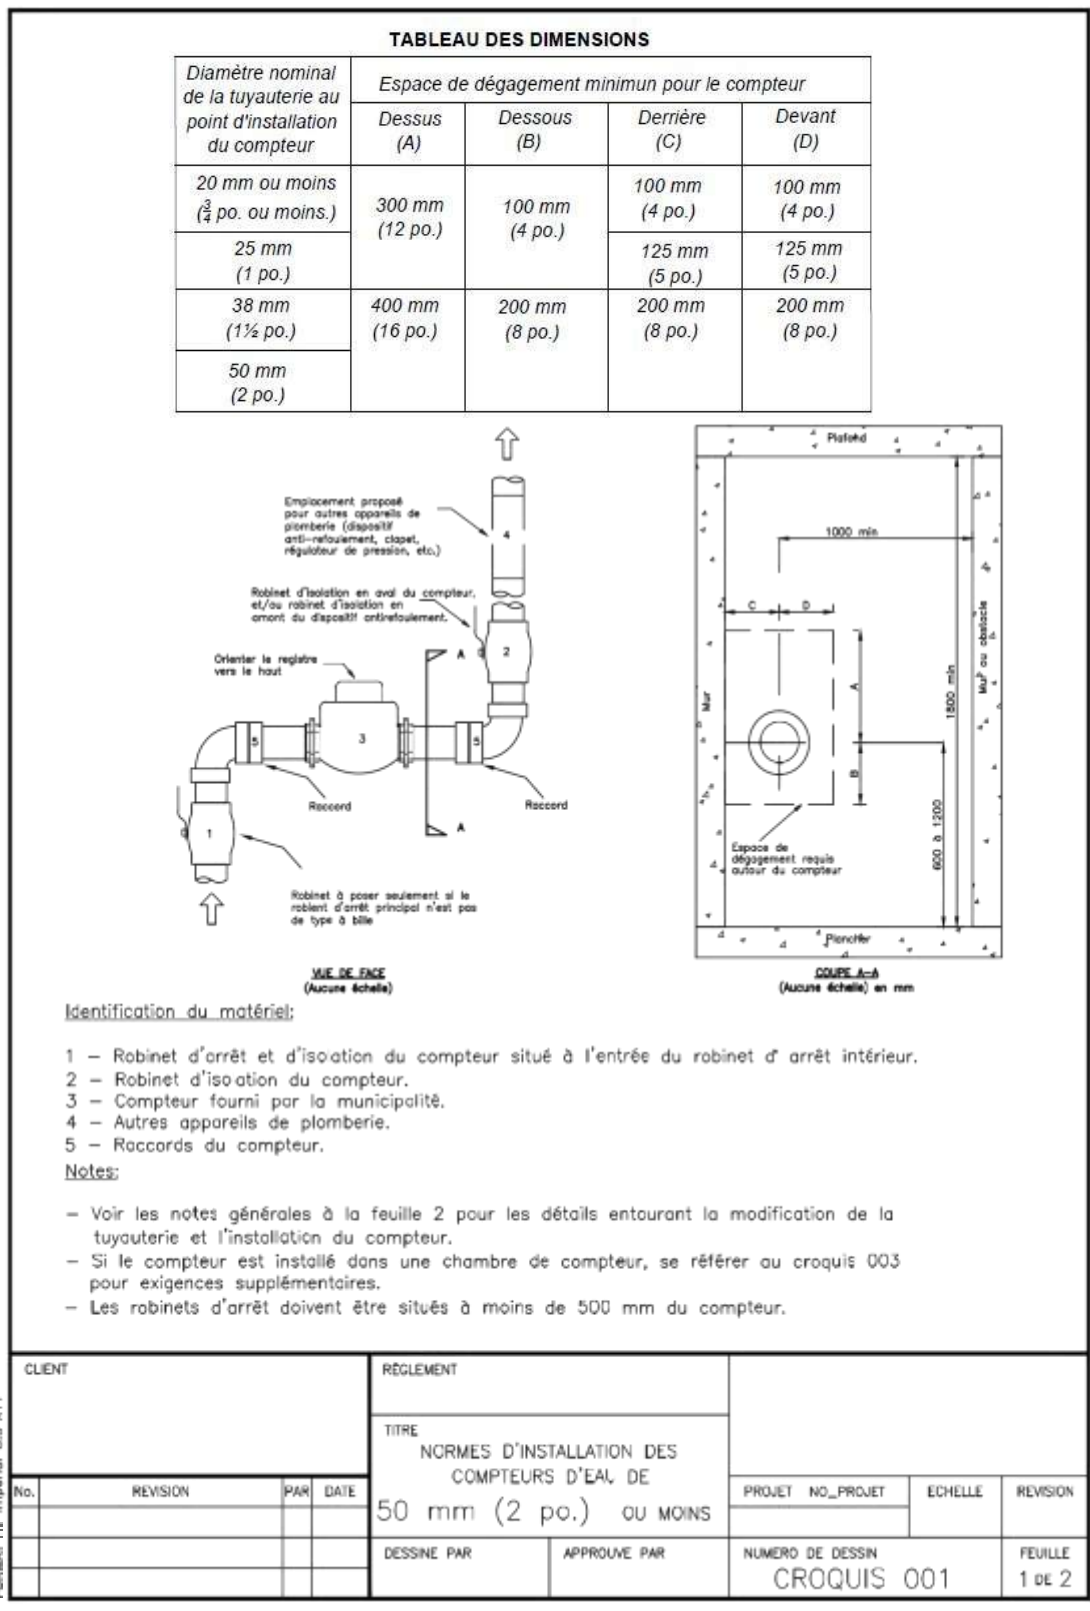 TABLEAU DES DIMENSIONS
Diamètre nominal
de la tuyauterie au
point d'installation
du compteur
Espace de dégagement minimun pour le compteur
Dessus
(A)
Dessous
(B)
Derrière
(C)
Devant
(D)
20 mm ou moins
(¾ po. ou moins.)
300 mm
(12 po.)
100 mm
(4 po.)
100 mm
(4 po.)
100 mm
(4 po.)
25 mm
(1 po.)
125 mm
(5 po.)
125 mm
(5 po.)
38 mm
(1½ po.)
400 mm
(16 po.)
200 mm
(8 po.)
200 mm
(8 po.)
200 mm
(8 po.)
50 mm
(2 po.)
Emplacement proposé
pour autres appareils de
plomberie (dispositif
anti-refoulement, clapet,
régulateur de pression, etc.)
4
Robinet d'isolation en aval du compteur,
et/ou robinet d'isolation en
amont du dispositif antirefoulement.
A
2
Orienter le registre
vers le haut
5
3
5
Raccord
A
Raccord
1
Robinet à poser seulement si le
robient d'arrêt principal n'est pas
de type à bille
VUE DE FACE
(Aucune échelle)
Plafond
1000 min
C
D
A
B
Mur
Mur ou obstacle
1800 min
600 à 1200
Espace de
dégagement requis
autour du compteur
Plancher
COUPE A-A
(Aucune échelle) en mm
Identification du matériel:
1 – Robinet d'arrêt et d'isolation du compteur situé à l'entrée du robinet d' arrêt intérieur.
2 – Robinet d'isolation du compteur.
3 – Compteur fourni par la municipalité.
4 – Autres appareils de plomberie.
5 – Raccords du compteur.
Notes:
– Voir les notes générales à la feuille 2 pour les détails entourant la modification de la
tuyauterie et l'installation du compteur.
– Si le compteur est installé dans une chambre de compteur, se référer au croquis 003
pour exigences supplémentaires.
– Les robinets d'arrêt doivent être situés à moins de 500 mm du compteur.
CLIENT
RÈGLEMENT
TITRE
NORMES D'INSTALLATION DES
COMPTEURS D'EAU DE
50 mm (2 po.) OU MOINS
No.
REVISION
PAR
DATE
PROJET NO_PROJET
ECHELLE
REVISION
DESSINE PAR
APPROUVE PAR
NUMERO DE DESSIN
CROQUIS 001
FEUILLE
1 DE 2